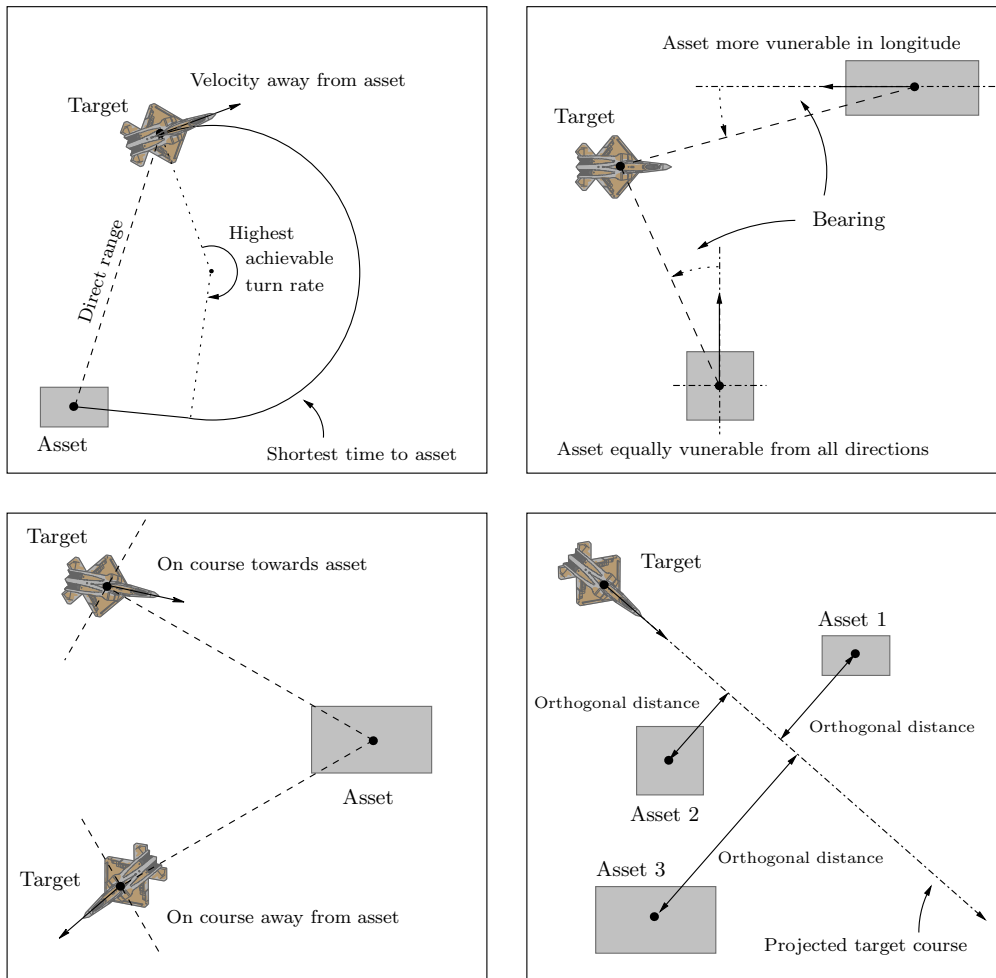 Velocity away from asset
Target
Direct range
Highest
achievable
turn rate
Asset
Shortest time to asset
Asset more vunerable in longitude
Target
Bearing
Asset equally vunerable from all directions
Target
On course towards asset
Asset
Target
On course away from asset
Target
Asset 1
Orthogonal distance
Orthogonal distance
Asset 2
Orthogonal distance
Asset 3
Projected target course